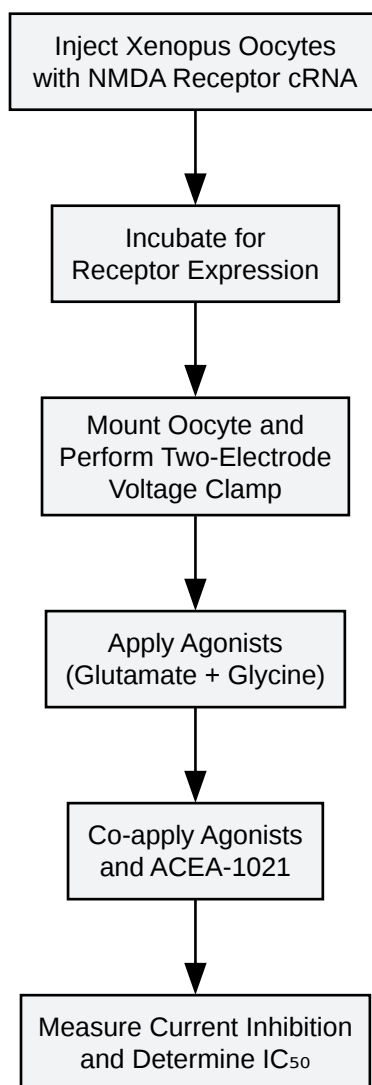 Inject Xenopus Oocytes
with NMDA Receptor cRNA
Incubate for
Receptor Expression
Mount Oocyte and
Perform Two-Electrode
Voltage Clamp
Apply Agonists
(Glutamate + Glycine)
Co-apply Agonists
and ACEA-1021
Measure Current Inhibition
and Determine IC₅₀